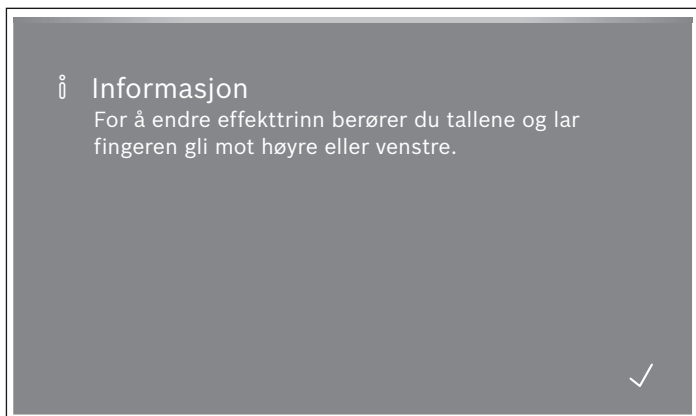 Informasjon
For å endre effekttrinn berører du tallene og lar
fingeren gli mot høyre eller venstre.